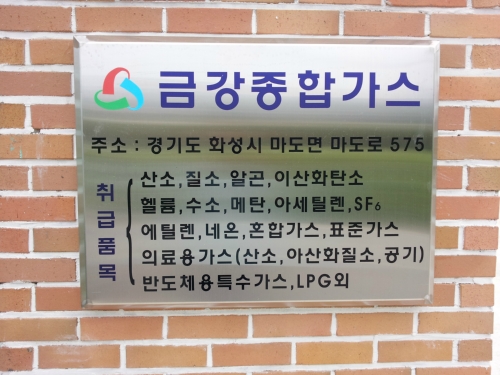 금강종합가스
주소 : 경기도 화성시 마도면 마도로 575
취급품목
산소,질소,알곤,이산화탄소
헬륨,수소,메탄,아세틸렌,SF₆
에틸렌,네온,혼합가스,표준가스
의료용가스(산소,아산화질소,공기)
반도체용특수가스,LPG외